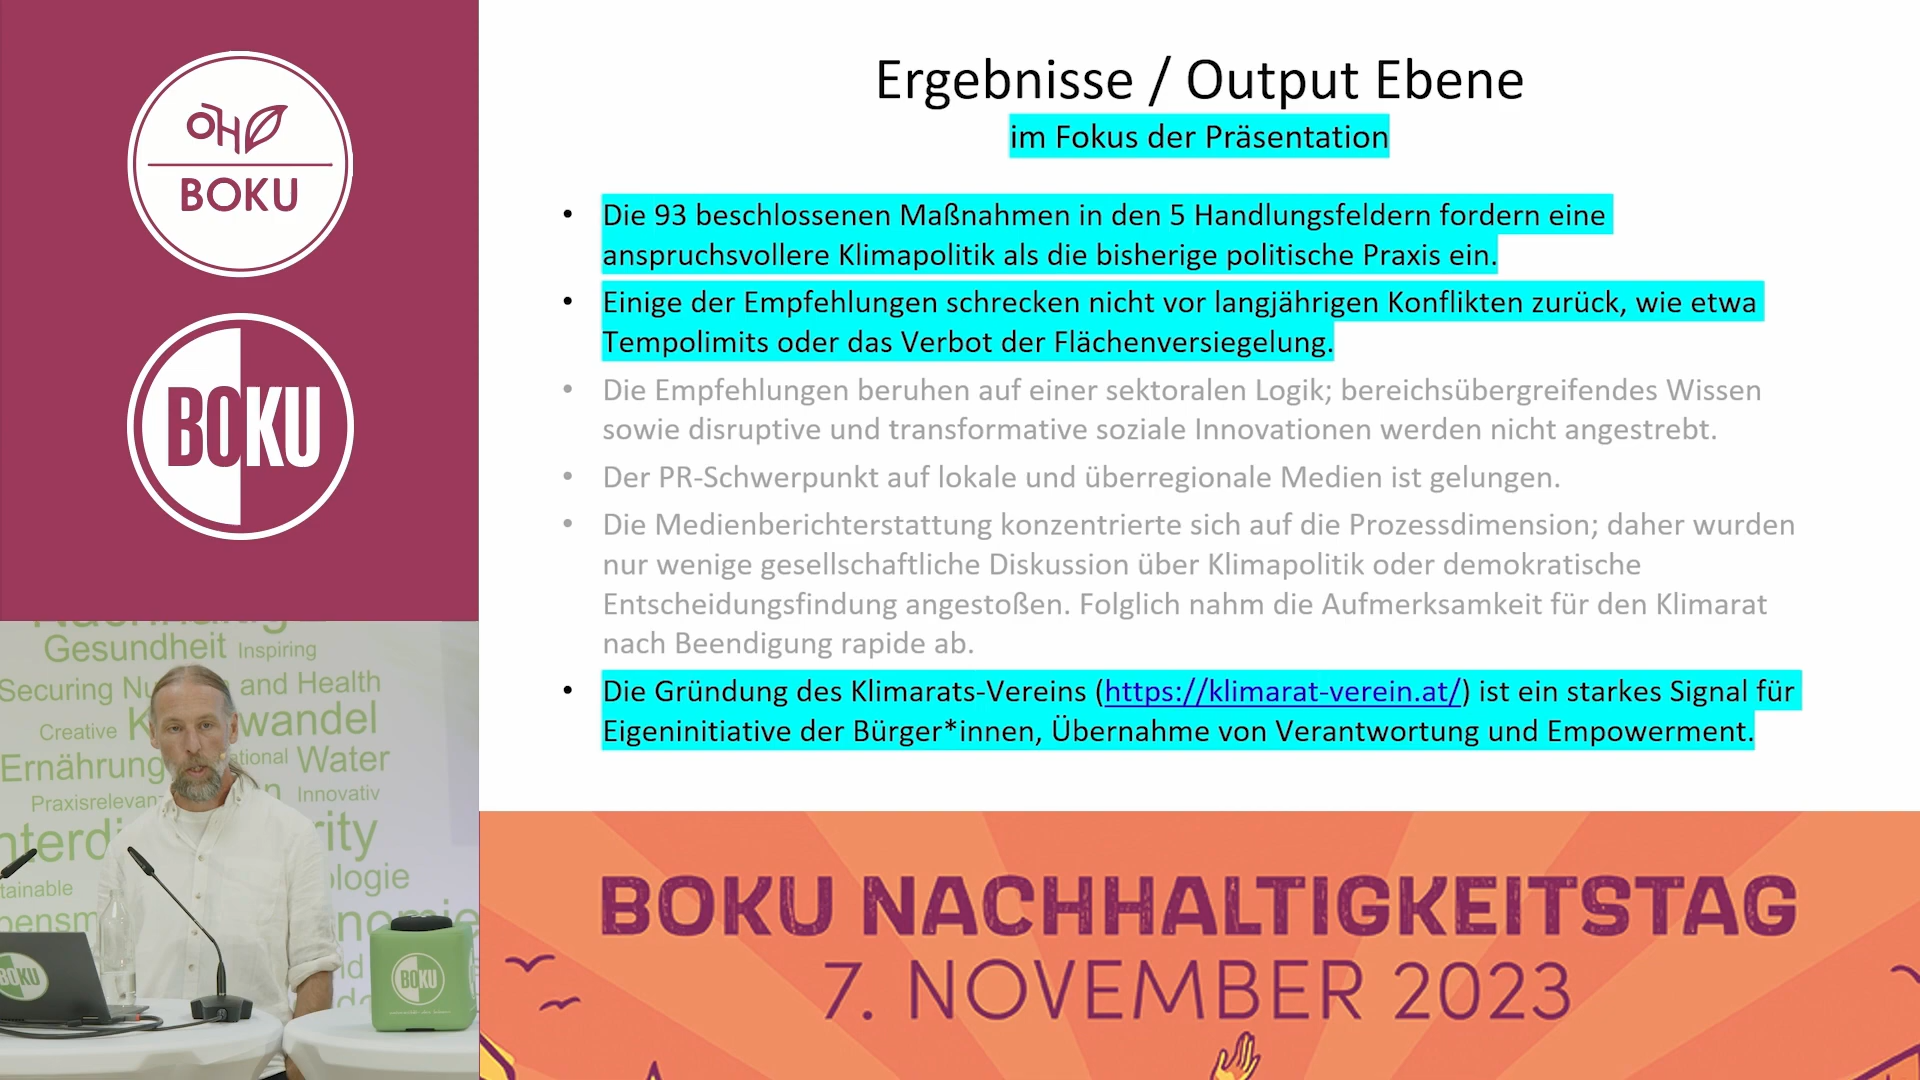 ÖH
BOKU
BOKU
Ergebnisse / Output Ebene
im Fokus der Präsentation
• Die 93 beschlossenen Maßnahmen in den 5 Handlungsfeldern fordern eine
anspruchsvollere Klimapolitik als die bisherige politische Praxis ein.
• Einige der Empfehlungen schrecken nicht vor langjährigen Konflikten zurück, wie etwa
Tempolimits oder das Verbot der Flächenversiegelung.
• Die Empfehlungen beruhen auf einer sektoralen Logik; bereichsübergreifendes Wissen
sowie disruptive und transformative soziale Innovationen werden nicht angestrebt.
• Der PR-Schwerpunkt auf lokale und überregionale Medien ist gelungen.
• Die Medienberichterstattung konzentrierte sich auf die Prozessdimension; daher wurden
nur wenige gesellschaftliche Diskussion über Klimapolitik oder demokratische
Entscheidungsfindung angestoßen. Folglich nahm die Aufmerksamkeit für den Klimarat
nach Beendigung rapide ab.
• Die Gründung des Klimarats-Vereins (https://klimarat-verein.at/) ist ein starkes Signal für
Eigeninitiative der Bürger*innen, Übernahme von Verantwortung und Empowerment.
Gesundheit Inspiring
Securing and Health
Creative wandel
Ernährung Water
Innovativ
BOKU
BOKU
BOKU NACHHALTIGKEITSTAG
7. NOVEMBER 2023